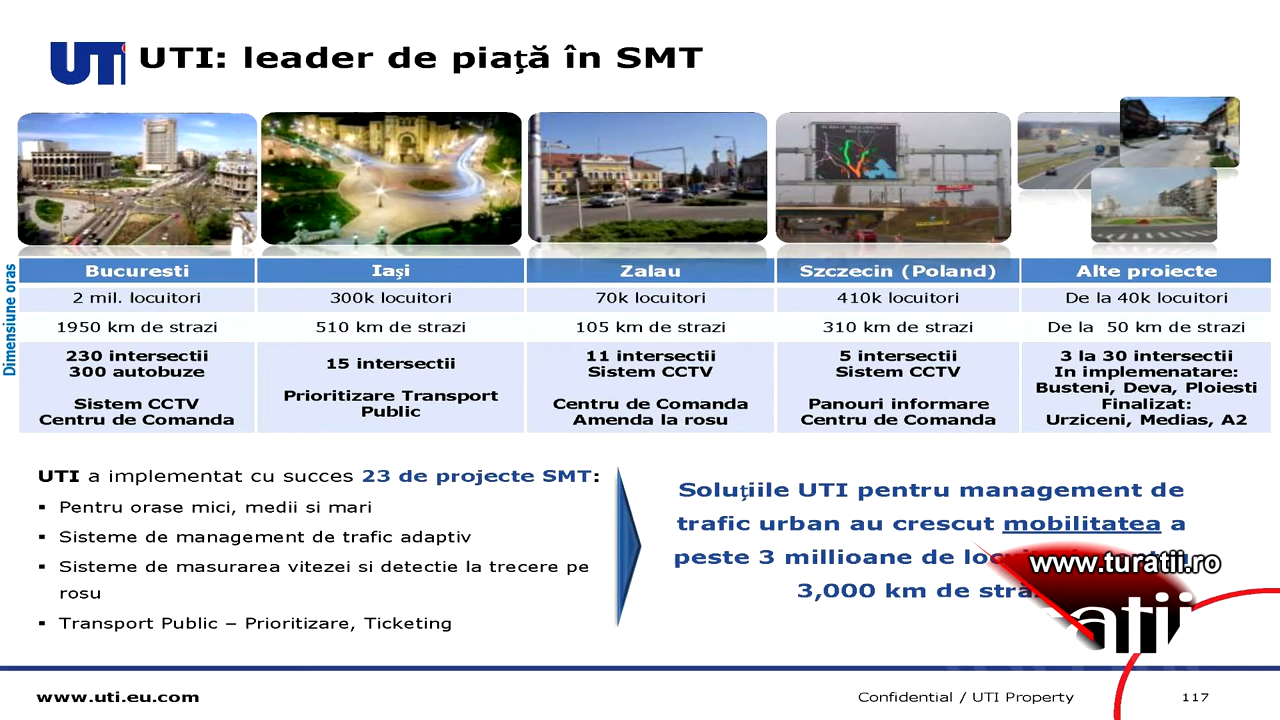 UTI
UTI: leader de piaţă în SMT
Dimensiune oras
Bucuresti
2 mil. locuitori
1950 km de strazi
230 intersectii
300 autobuze
Sistem CCTV
Centru de Comanda
Iaşi
300k locuitori
510 km de strazi
15 intersectii
Prioritizare Transport
Public
Zalau
70k locuitori
105 km de strazi
11 intersectii
Sistem CCTV
Centru de Comanda
Amenda la rosu
Szczecin (Poland)
410k locuitori
310 km de strazi
5 intersectii
Sistem CCTV
Panouri informare
Centru de Comanda
Alte proiecte
De la 40k locuitori
De la 50 km de strazi
3 la 30 intersectii
In implemenatare:
Busteni, Deva, Ploiesti
Finalizat:
Urziceni, Medias, A2
UTI a implementat cu succes 23 de projecte SMT:
▪ Pentru orase mici, medii si mari
▪ Sisteme de management de trafic adaptiv
▪ Sisteme de masurarea vitezei si detectie la trecere pe
rosu
▪ Transport Public – Prioritizare, Ticketing
Soluţiile UTI pentru management de
trafic urban au crescut mobilitatea a
peste 3 millioane de
3,000 km de
www.turatii.ro
www.uti.eu.com
Confidential / UTI Property
117